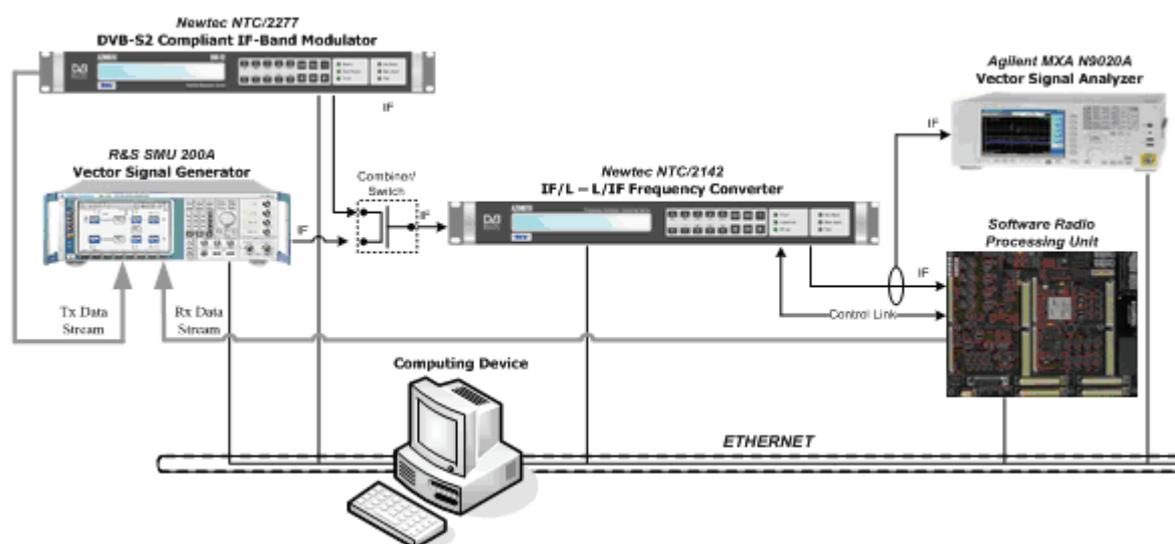 Newtec NTC/2277
DVB-S2 Compliant IF-Band Modulator
DVB
IF
Agilent MXA N9020A
Vector Signal Analyzer
IF
R&S SMU 200A
Vector Signal Generator
IF
Combiner/
Switch
IF
Newtec NTC/2142
IF/L – L/IF Frequency Converter
DVB
Software Radio
Processing Unit
IF
Control Link
Tx Data
Stream
Rx Data
Stream
Computing Device
ETHERNET